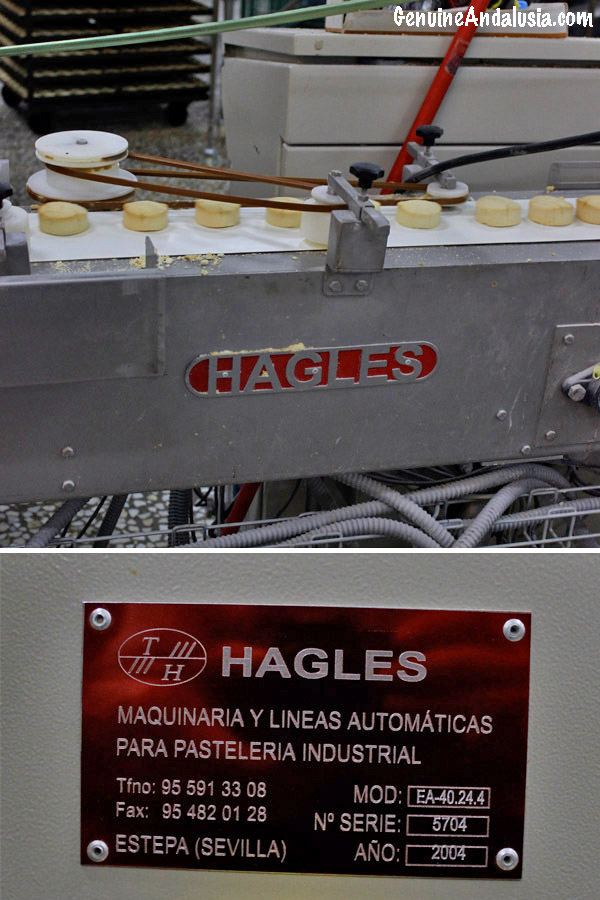 GenuineAndalusia.com
HAGLES
T H
HAGLES
MAQUINARIA Y LINEAS AUTOMÁTICAS
PARA PASTELERIA INDUSTRIAL
Tfno: 95 591 33 08
Fax: 95 482 01 28
ESTEPA (SEVILLA)
MOD: EA-40.24.4
Nº SERIE: 5704
AÑO: 2004